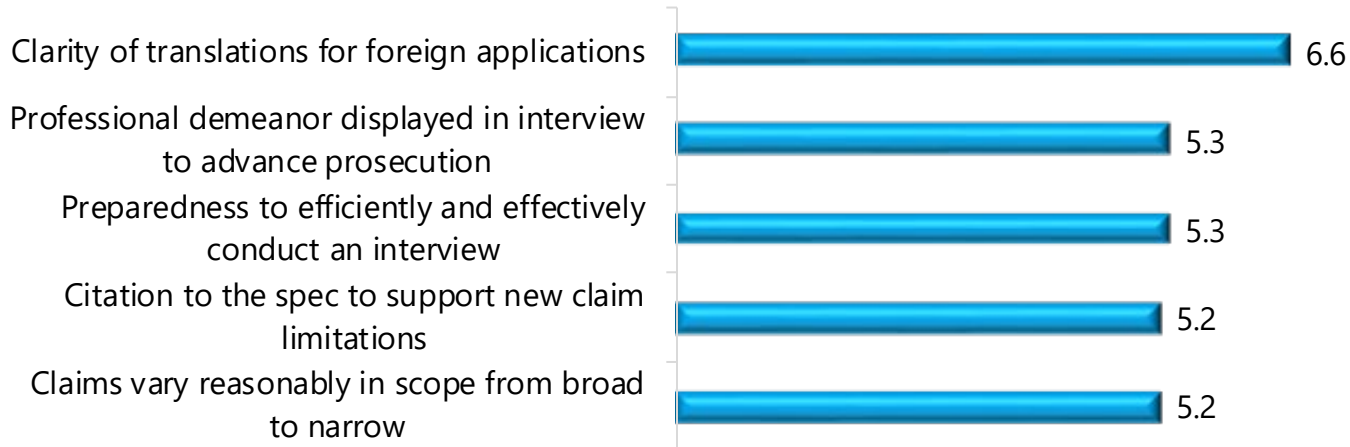 Clarity of translations for foreign applications
6.6
Professional demeanor displayed in interview
to advance prosecution
5.3
Preparedness to efficiently and effectively
conduct an interview
5.3
Citation to the spec to support new claim
limitations
5.2
Claims vary reasonably in scope from broad
to narrow
5.2